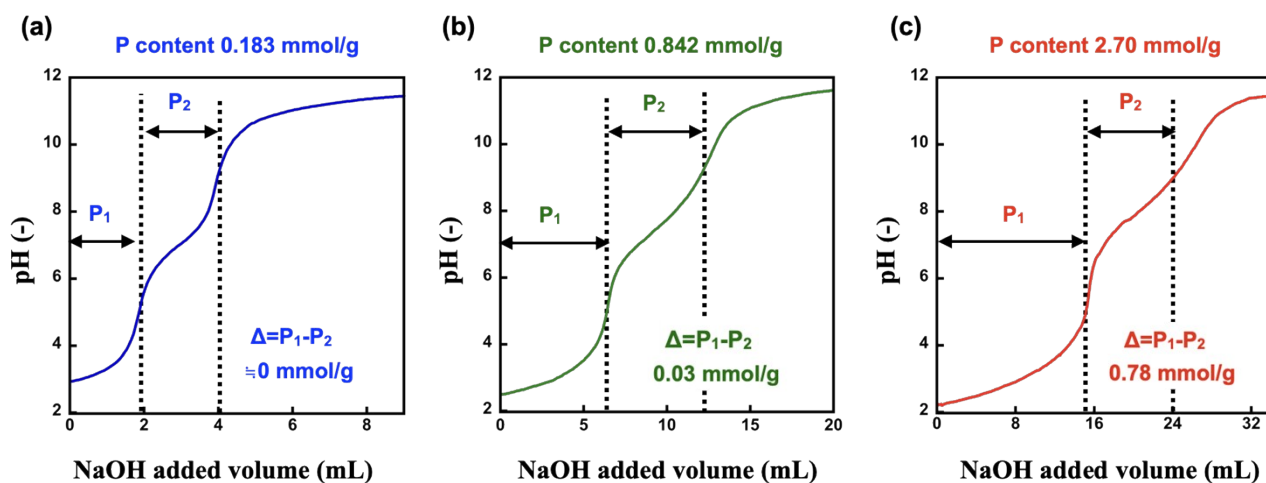 (a)
P content 0.183 mmol/g
12
10
8
6
4
2
pH (-)
P₁
P₂
Δ=P₁-P₂
≒0 mmol/g
0
2
4
6
8
NaOH added volume (mL)
(b)
P content 0.842 mmol/g
12
10
8
6
4
2
pH (-)
P₁
P₂
Δ=P₁-P₂
0.03 mmol/g
0
5
10
15
20
NaOH added volume (mL)
(c)
P content 2.70 mmol/g
12
10
8
6
4
2
pH (-)
P₁
P₂
Δ=P₁-P₂
0.78 mmol/g
0
8
16
24
32
NaOH added volume (mL)